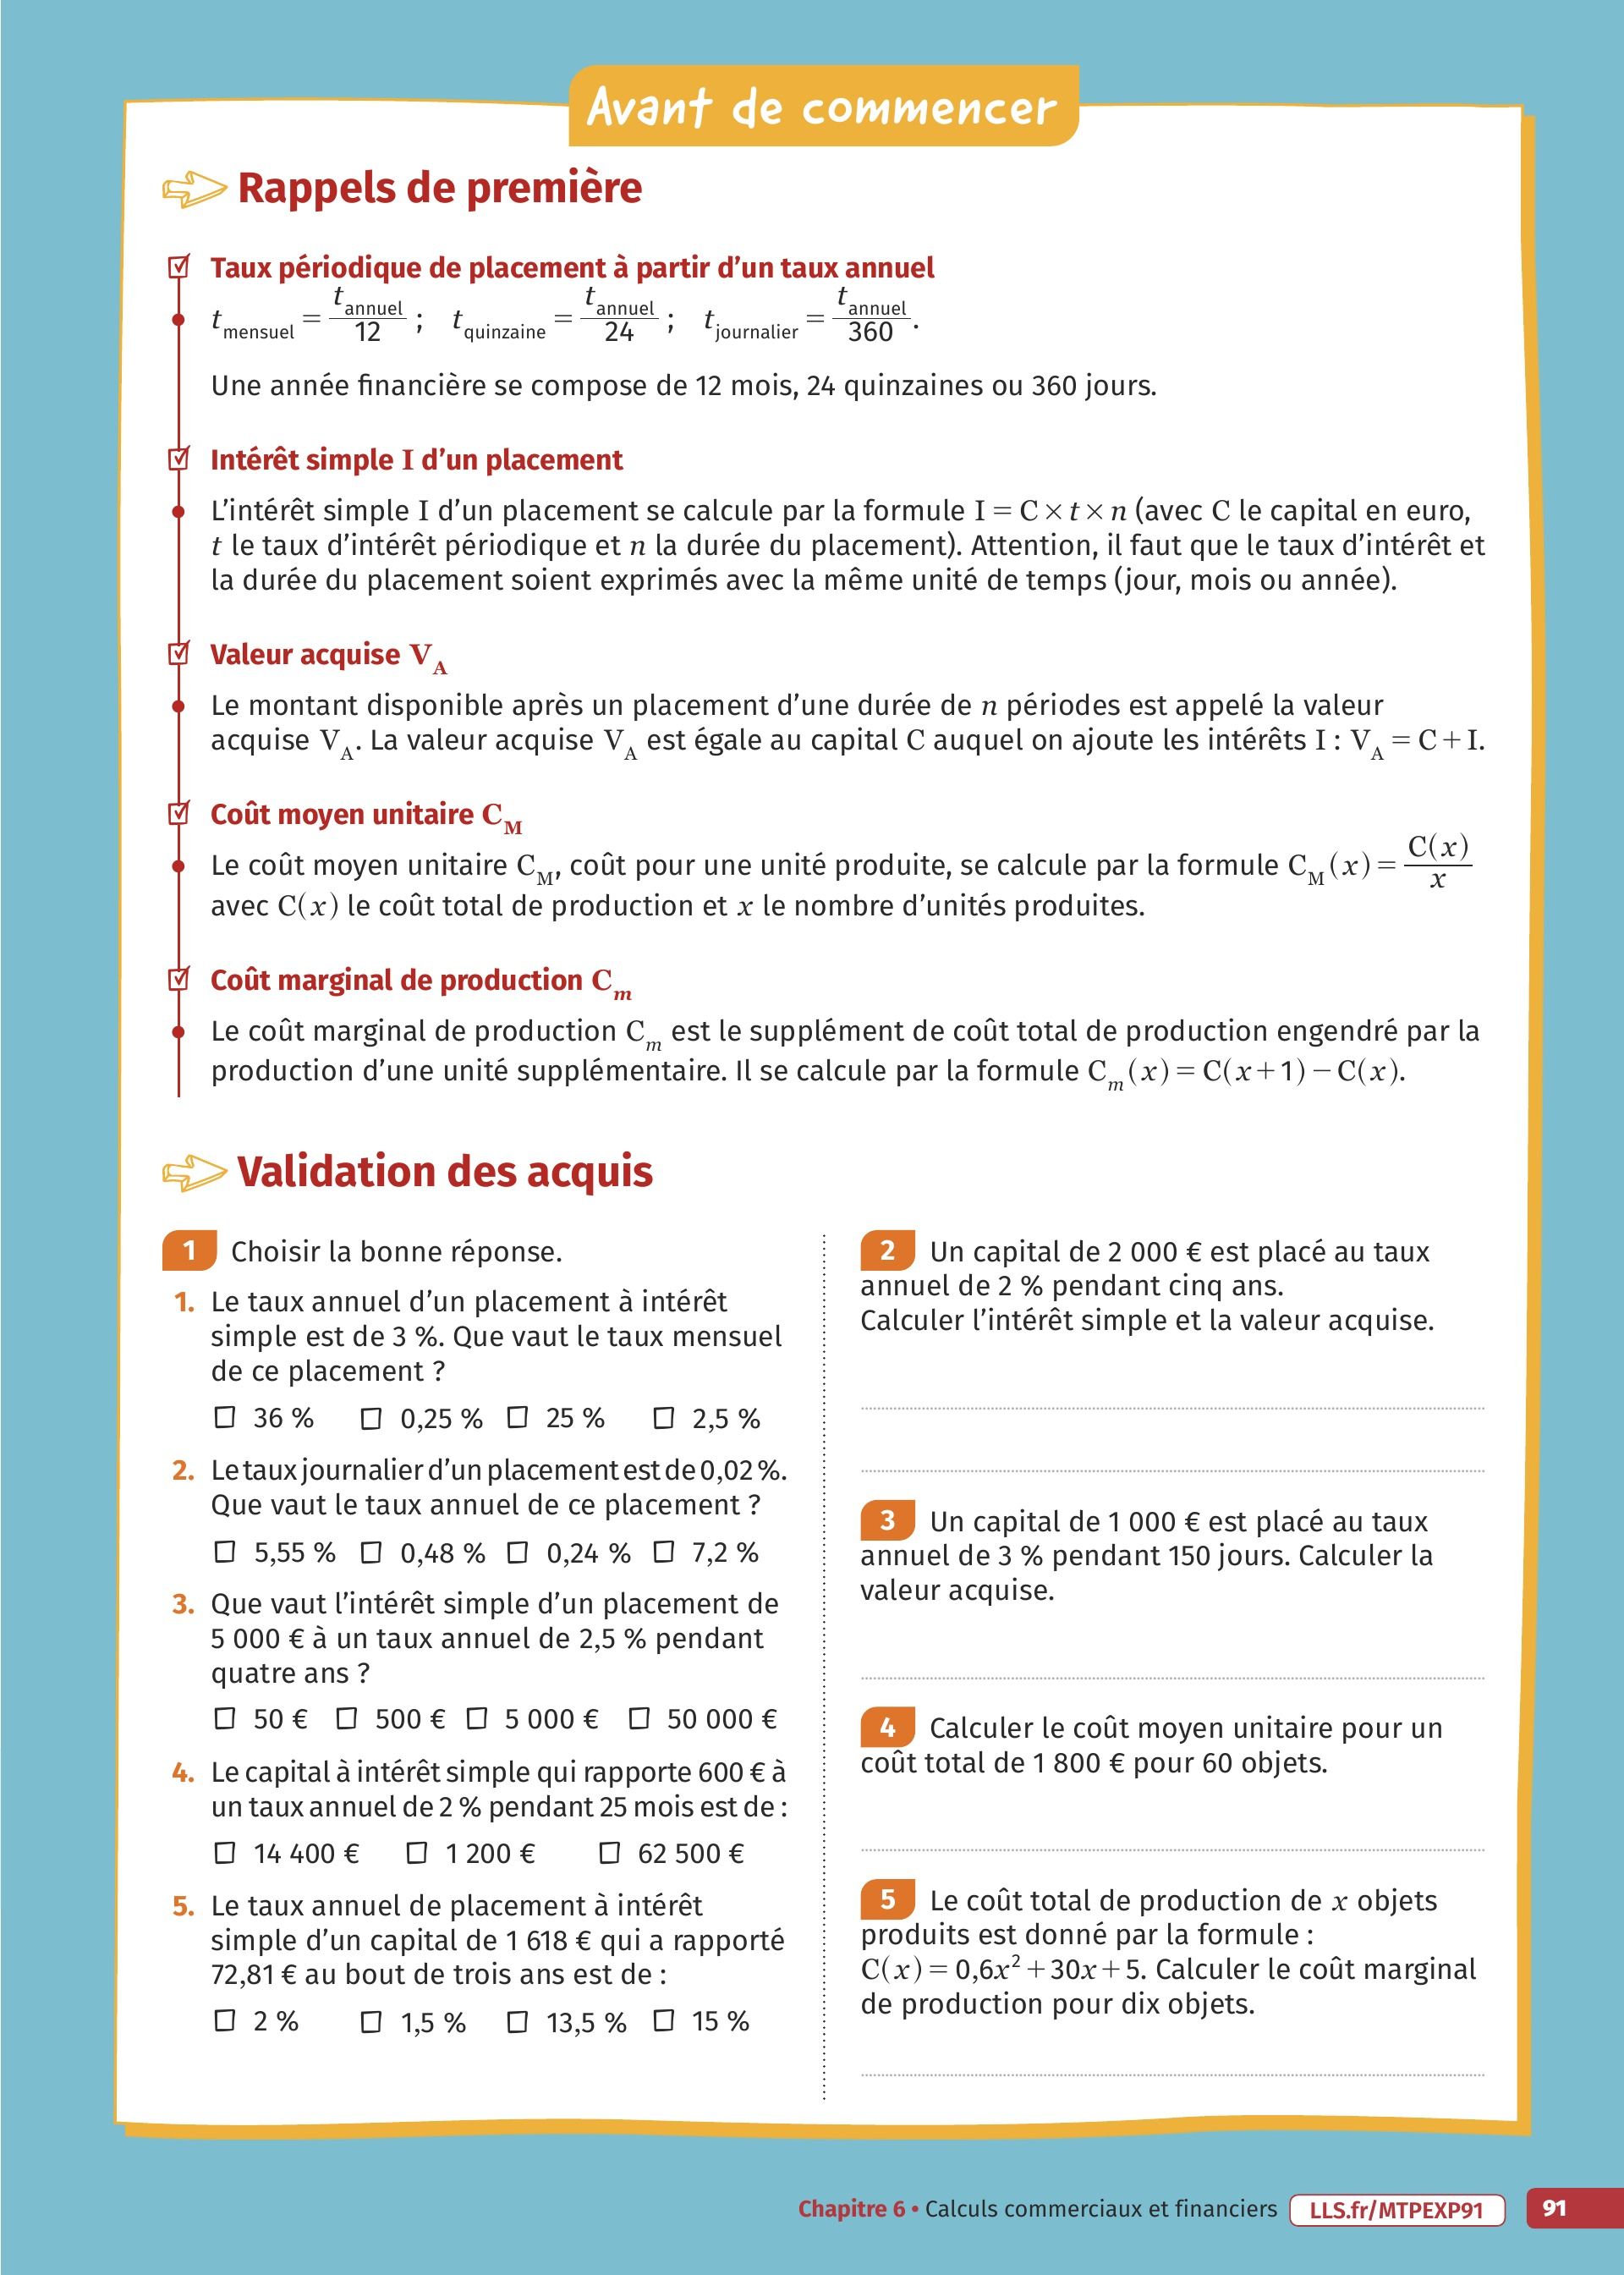 Avant de commencer
Rappels de première
Taux périodique de placement à partir d’un taux annuel
t mensuel = t annuel / 12 ; t quinzaine = t annuel / 24 ; t journalier = t annuel / 360.
Une année financière se compose de 12 mois, 24 quinzaines ou 360 jours.
Intérêt simple I d’un placement
L’intérêt simple I d’un placement se calcule par la formule I = C × t × n (avec C le capital en euro,
t le taux d’intérêt périodique et n la durée du placement). Attention, il faut que le taux d’intérêt et
la durée du placement soient exprimés avec la même unité de temps (jour, mois ou année).
Valeur acquise V_A
Le montant disponible après un placement d’une durée de n périodes est appelé la valeur
acquise V_A. La valeur acquise V_A est égale au capital C auquel on ajoute les intérêts I : V_A = C + I.
Coût moyen unitaire C_M
Le coût moyen unitaire C_M, coût pour une unité produite, se calcule par la formule C_M(x) = C(x) / x
avec C(x) le coût total de production et x le nombre d’unités produites.
Coût marginal de production C_m
Le coût marginal de production C_m est le supplément de coût total de production engendré par la
production d’une unité supplémentaire. Il se calcule par la formule C_m(x) = C(x+1) − C(x).
Validation des acquis
1 Choisir la bonne réponse.
1. Le taux annuel d’un placement à intérêt
simple est de 3 %. Que vaut le taux mensuel
de ce placement ?
36 % 0,25 % 25 % 2,5 %
2. Le taux journalier d’un placement est de 0,02 %.
Que vaut le taux annuel de ce placement ?
5,55 % 0,48 % 0,24 % 7,2 %
3. Que vaut l’intérêt simple d’un placement de
5 000 € à un taux annuel de 2,5 % pendant
quatre ans ?
50 € 500 € 5 000 € 50 000 €
4. Le capital à intérêt simple qui rapporte 600 € à
un taux annuel de 2 % pendant 25 mois est de :
14 400 € 1 200 € 62 500 €
5. Le taux annuel de placement à intérêt
simple d’un capital de 1 618 € qui a rapporté
72,81 € au bout de trois ans est de :
2 % 1,5 % 13,5 % 15 %
2 Un capital de 2 000 € est placé au taux
annuel de 2 % pendant cinq ans.
Calculer l’intérêt simple et la valeur acquise.
3 Un capital de 1 000 € est placé au taux
annuel de 3 % pendant 150 jours. Calculer la
valeur acquise.
4 Calculer le coût moyen unitaire pour un
coût total de 1 800 € pour 60 objets.
5 Le coût total de production de x objets
produits est donné par la formule :
C(x) = 0,6x² + 30x + 5. Calculer le coût marginal
de production pour dix objets.
Chapitre 6 • Calculs commerciaux et financiers LLS.fr/MTPEXP91 91